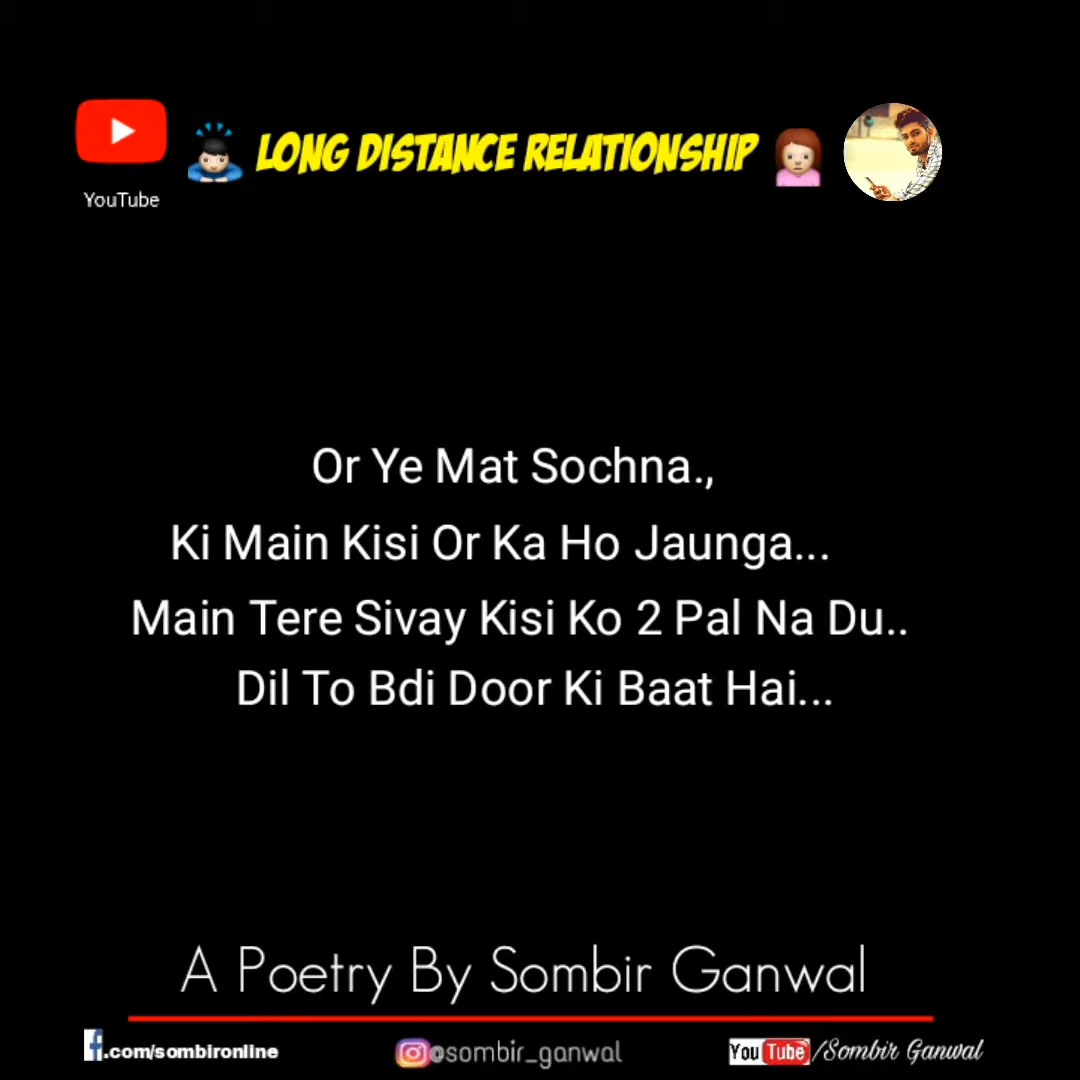 LONG DISTANCE RELATIONSHIP
YouTube
Or Ye Mat Sochna.,
Ki Main Kisi Or Ka Ho Jaunga...
Main Tere Sivay Kisi Ko 2 Pal Na Du..
Dil To Bdi Door Ki Baat Hai...
A Poetry By Sombir Ganwal
f.com/sombironline
@sombir_ganwal
YouTube/Sombir Ganwal